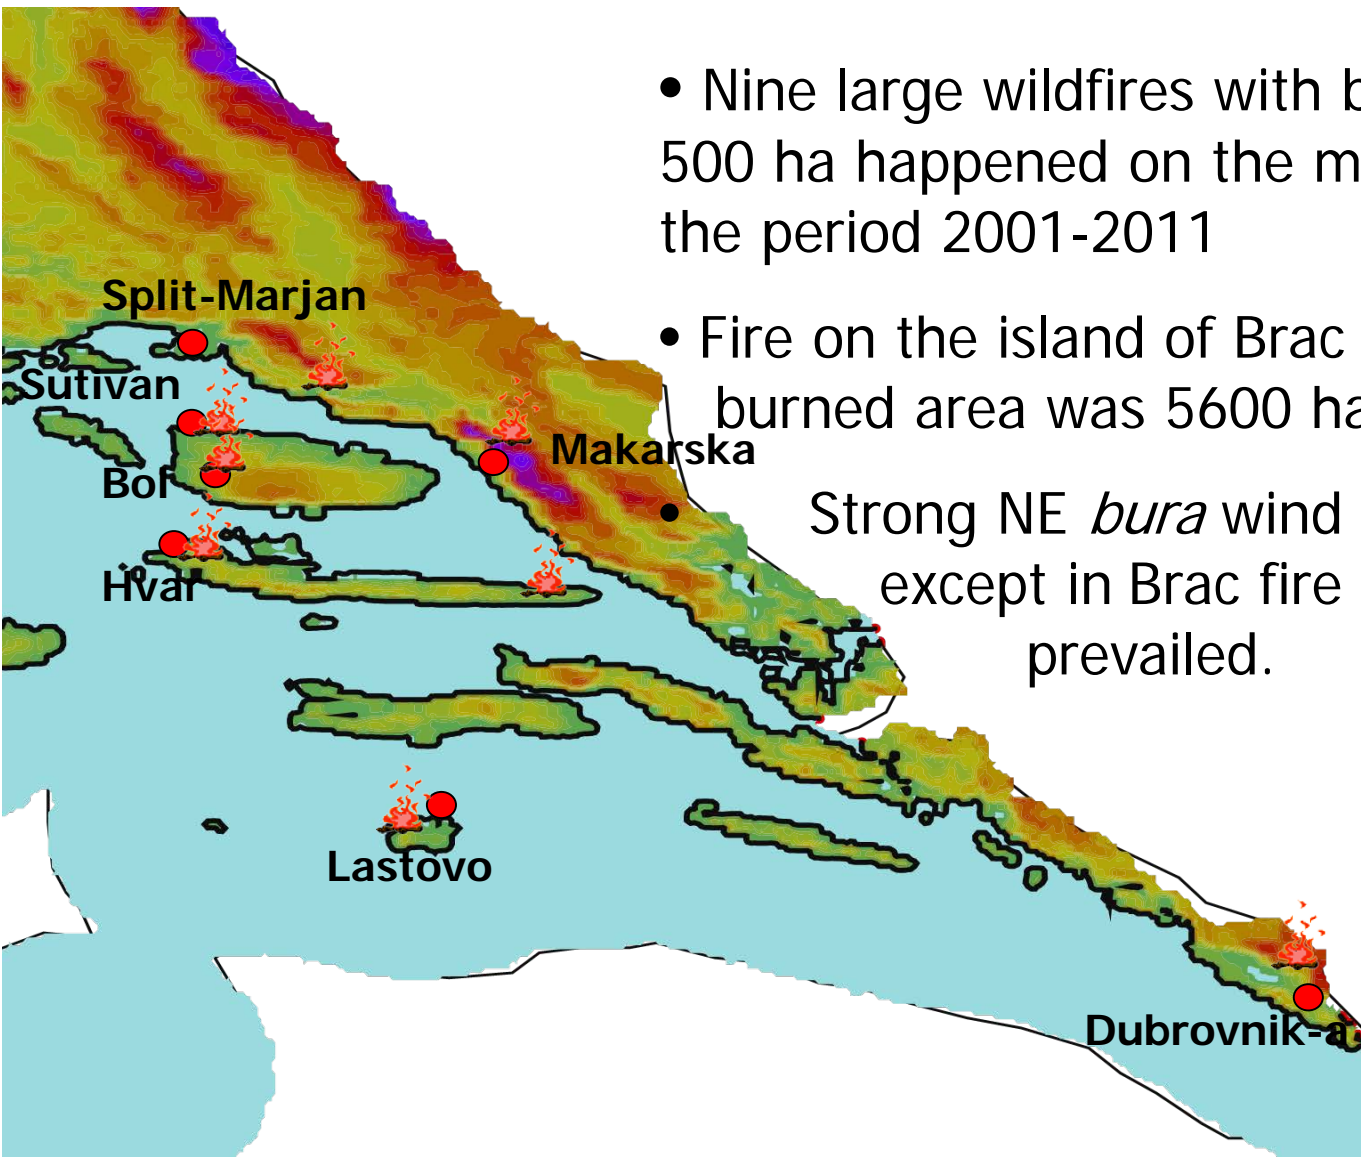 • Nine large wildfires with b
500 ha happened on the m
the period 2001-2011
Split-Marjan
• Fire on the island of Brac
Sutivan
burned area was 5600 ha
Makarska
Bol
Strong NE bura wind
Hvar
except in Brac fire
prevailed.
Lastovo
Dubrovnik-a